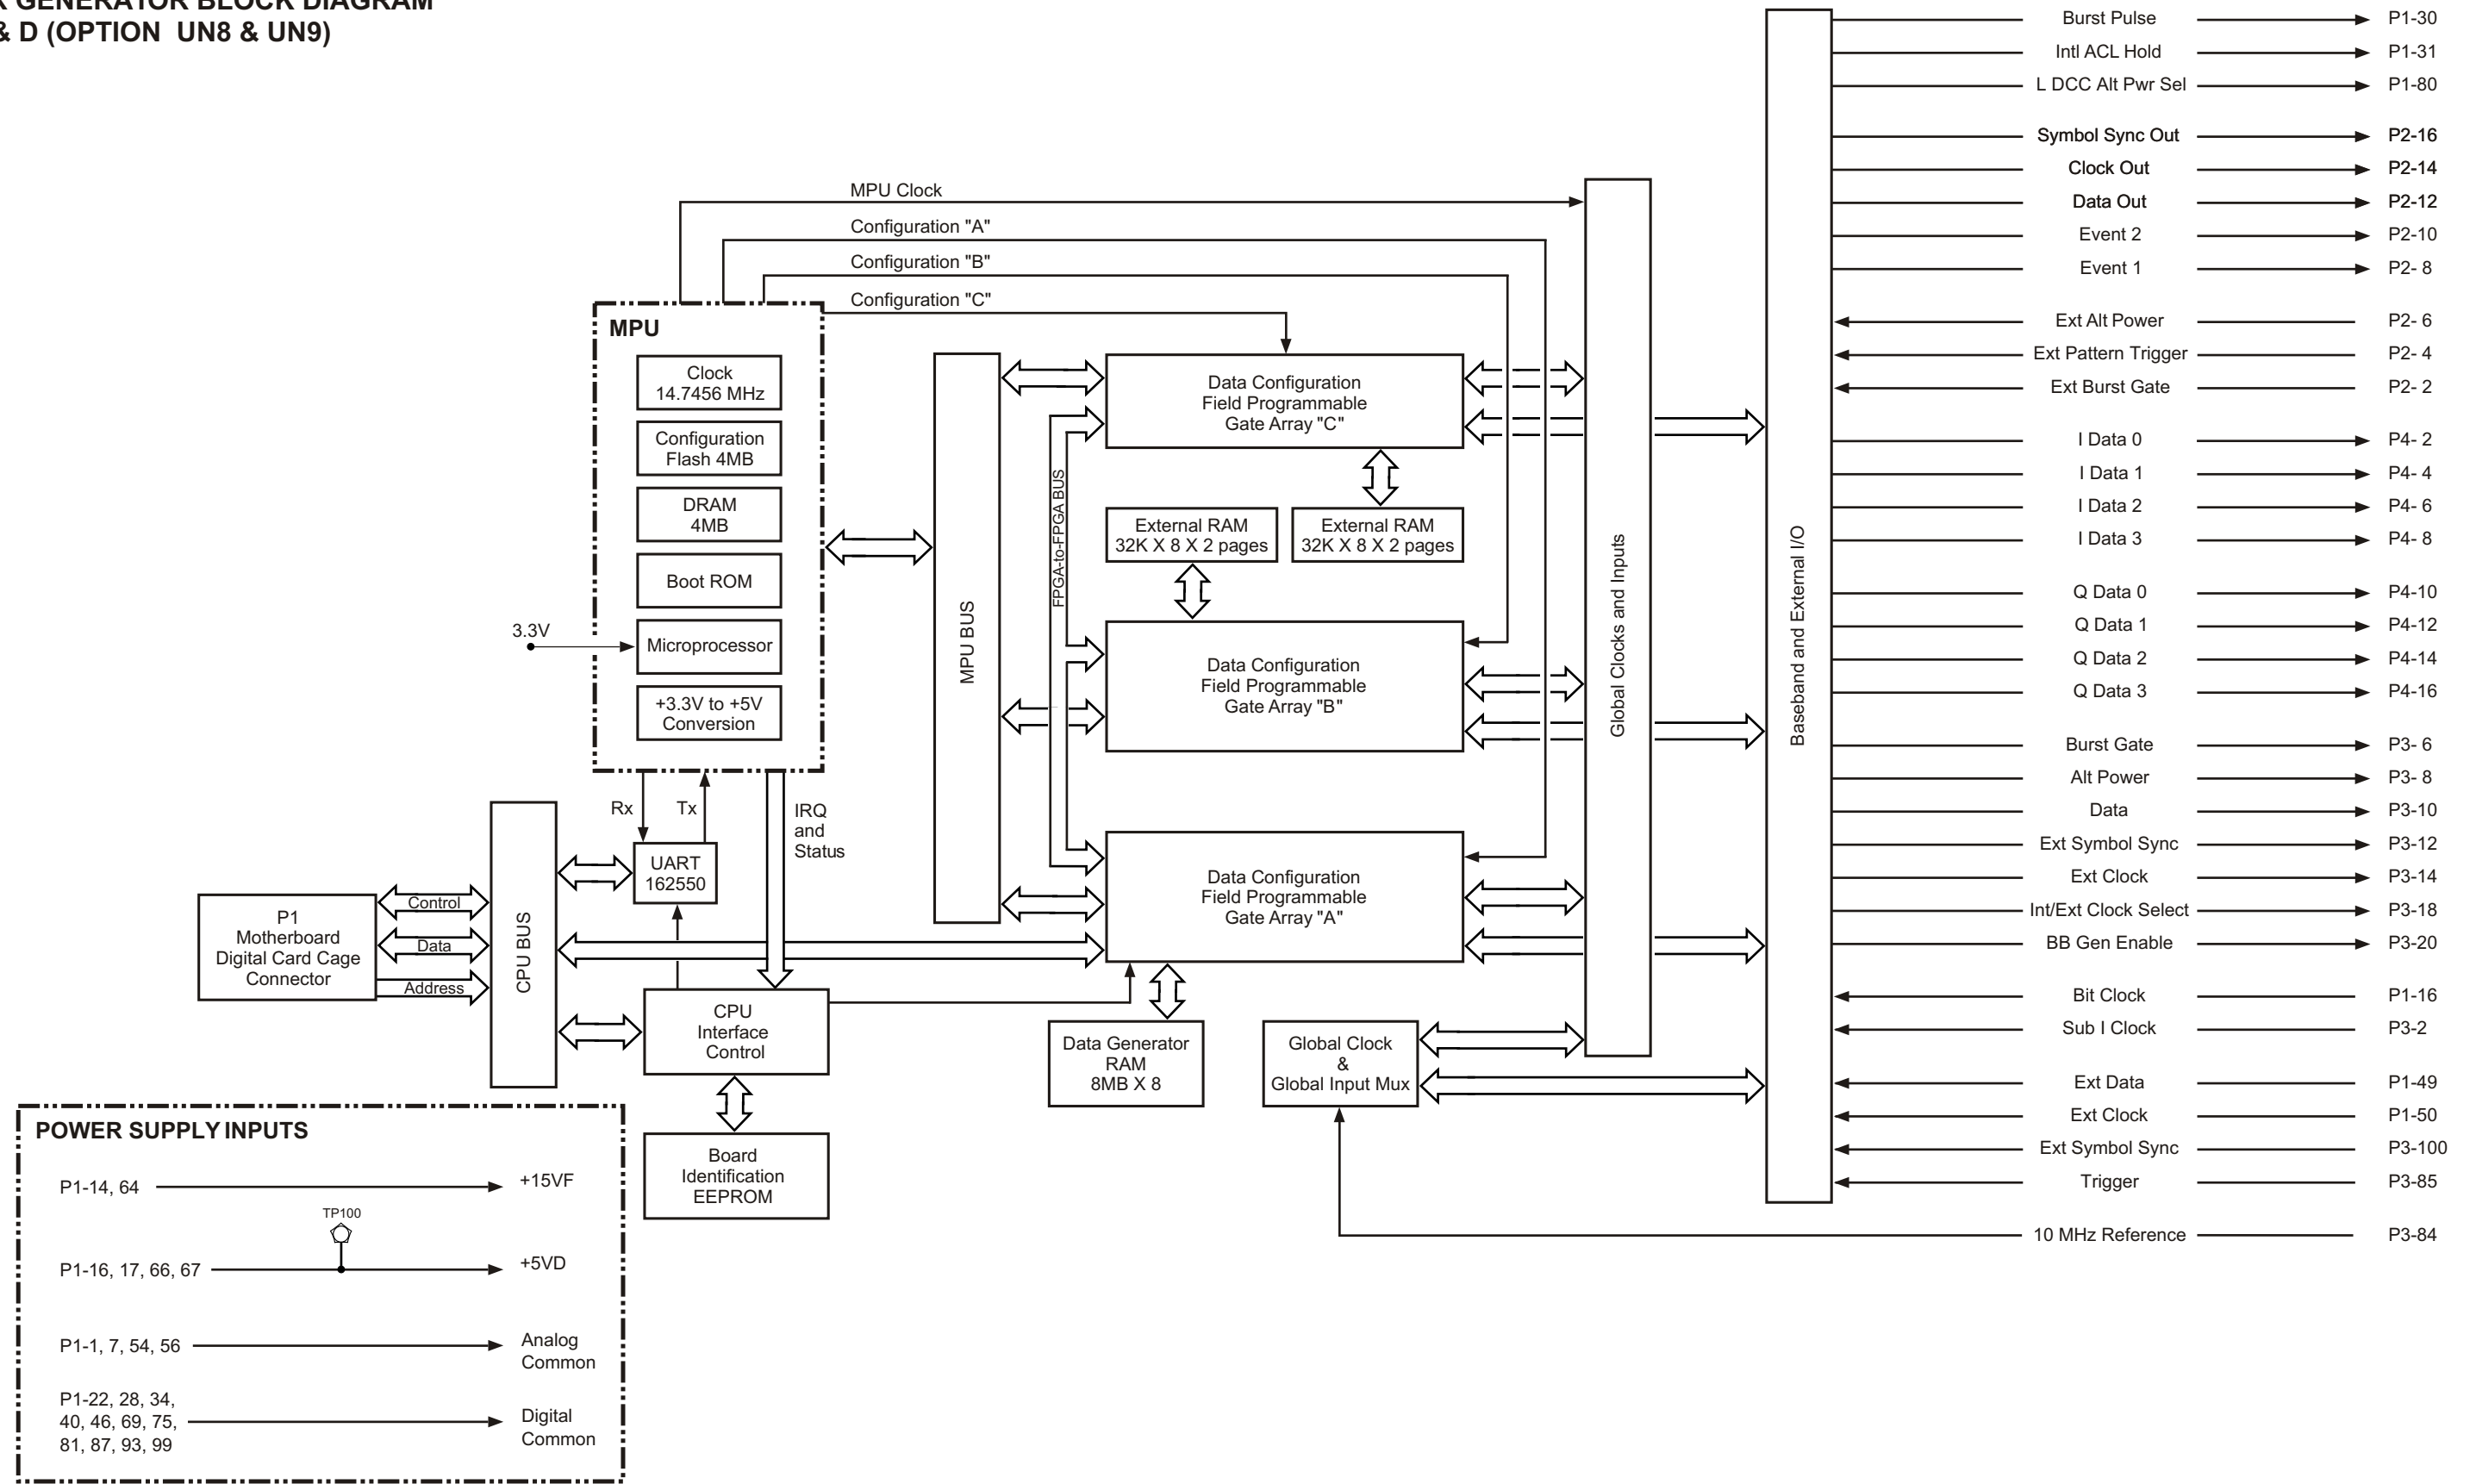 K GENERATOR BLOCK DIAGRAM
& D (OPTION UN8 & UN9)
MPU Clock
Configuration "A"
Configuration "B"
Configuration "C"
MPU
Clock
14.7456 MHz
Configuration
Flash 4MB
DRAM
4MB
Boot ROM
3.3V
Microprocessor
+3.3V to +5V
Conversion
Rx
Tx
IRQ
and
Status
UART
162550
P1
Motherboard
Digital Card Cage
Connector
Control
Data
Address
CPU BUS
CPU
Interface
Control
Board
Identification
EEPROM
MPU BUS
FPGA-to-FPGA BUS
Data Configuration
Field Programmable
Gate Array "C"
External RAM
32K X 8 X 2 pages
External RAM
32K X 8 X 2 pages
Data Configuration
Field Programmable
Gate Array "B"
Data Configuration
Field Programmable
Gate Array "A"
Data Generator
RAM
8MB X 8
Global Clock
&
Global Input Mux
Global Clocks and Inputs
Baseband and External I/O
Burst Pulse P1-30
Intl ACL Hold P1-31
L DCC Alt Pwr Sel P1-80
Symbol Sync Out P2-16
Clock Out P2-14
Data Out P2-12
Event 2 P2-10
Event 1 P2- 8
Ext Alt Power P2- 6
Ext Pattern Trigger P2- 4
Ext Burst Gate P2- 2
I Data 0 P4- 2
I Data 1 P4- 4
I Data 2 P4- 6
I Data 3 P4- 8
Q Data 0 P4-10
Q Data 1 P4-12
Q Data 2 P4-14
Q Data 3 P4-16
Burst Gate P3- 6
Alt Power P3- 8
Data P3-10
Ext Symbol Sync P3-12
Ext Clock P3-14
Int/Ext Clock Select P3-18
BB Gen Enable P3-20
Bit Clock P1-16
Sub I Clock P3-2
Ext Data P1-49
Ext Clock P1-50
Ext Symbol Sync P3-100
Trigger P3-85
10 MHz Reference P3-84
POWER SUPPLY INPUTS
P1-14, 64 +15VF
TP100
P1-16, 17, 66, 67 +5VD
P1-1, 7, 54, 56 Analog
Common
P1-22, 28, 34,
40, 46, 69, 75,
81, 87, 93, 99
Digital
Common